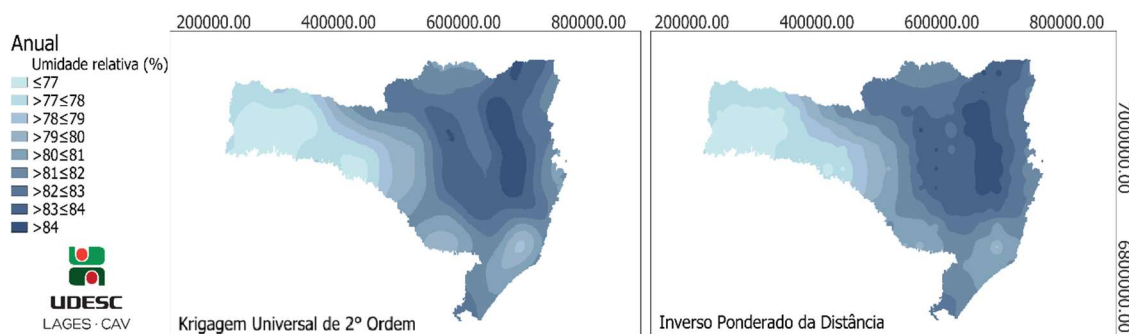 200000.00 400000.00 600000.00 800000.00 200000.00 400000.00 600000.00 800000.00
Anual
Umidade relativa (%)
≤77
>77≤78
>78≤79
>79≤80
>80≤81
>81≤82
>82≤83
>83≤84
>84
UDESC
LAGES · CAV
Krigagem Universal de 2° Ordem
Inverso Ponderado da Distância
7000000.00
6800000.00